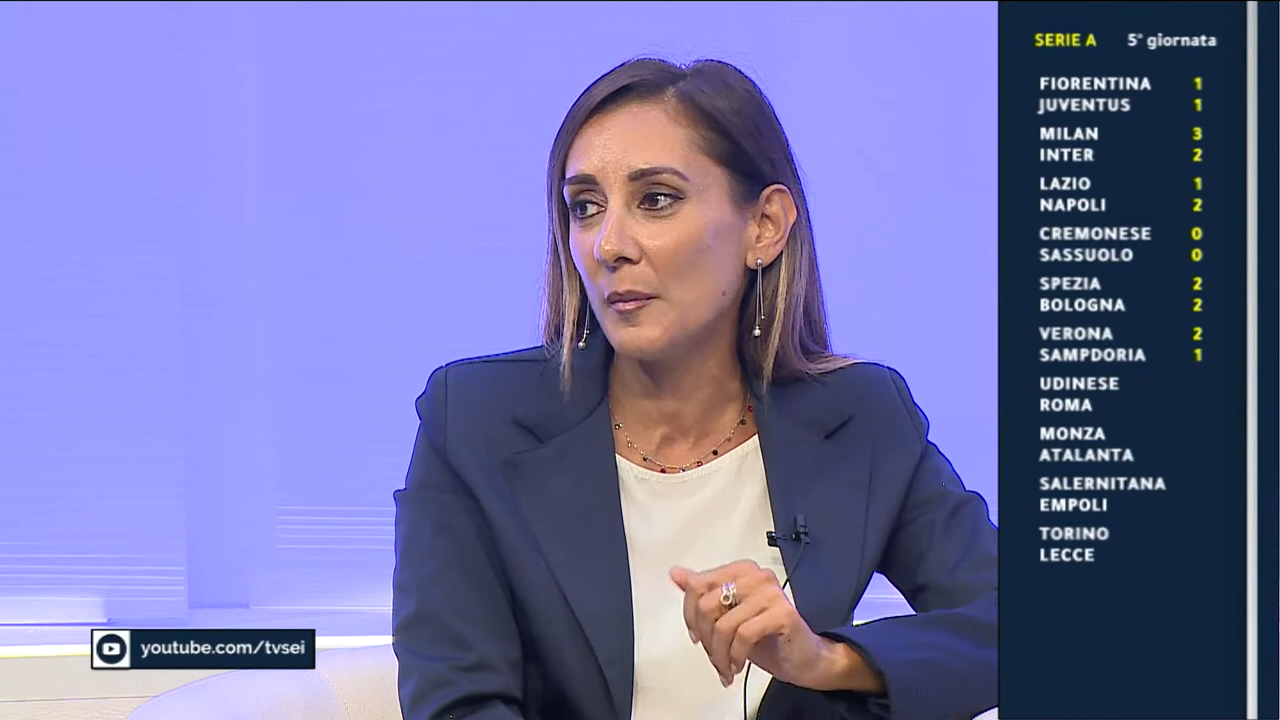 SERIE A 5ª giornata
FIORENTINA 1
JUVENTUS 1
MILAN 3
INTER 2
LAZIO 1
NAPOLI 2
CREMONESE 0
SASSUOLO 0
SPEZIA 2
BOLOGNA 2
VERONA 2
SAMPDORIA 1
UDINESE
ROMA
MONZA
ATALANTA
SALERNITANA
EMPOLI
TORINO
LECCE
youtube.com/tvsei